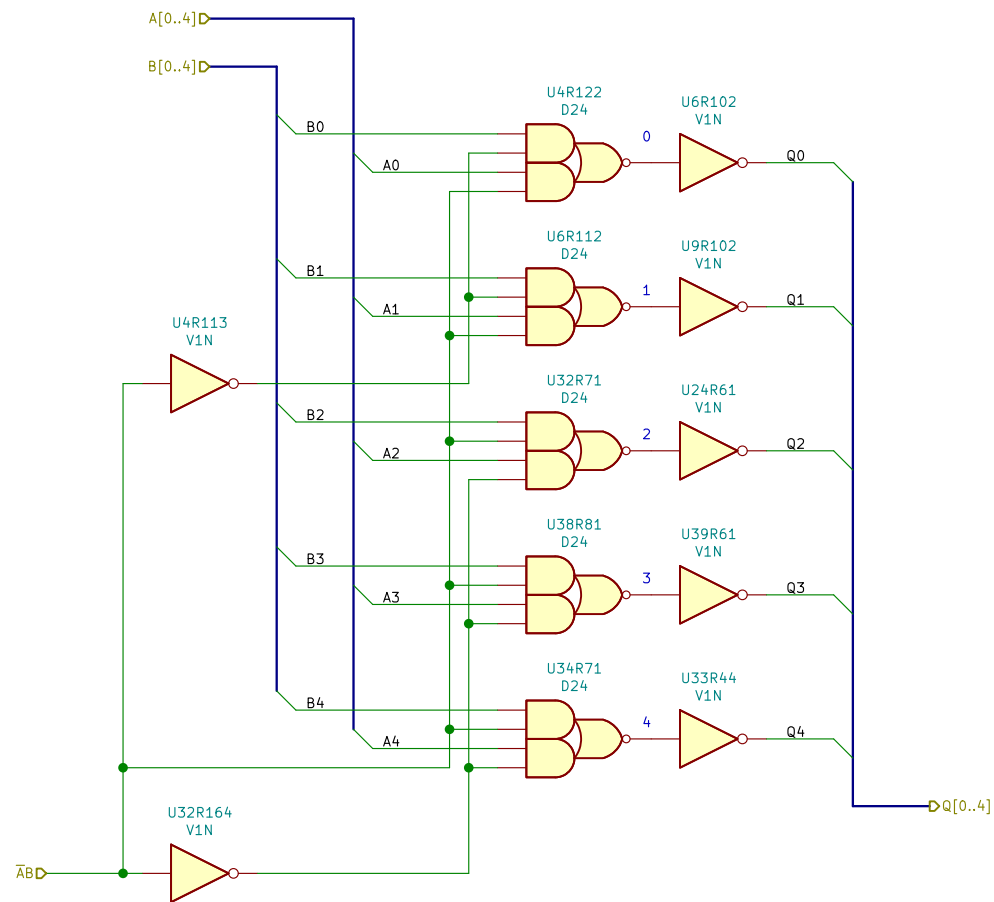 A[0..4]
B[0..4]
U4R122
D24
U6R102
V1N
B0
0
Q0
A0
U6R112
D24
U9R102
V1N
B1
1
Q1
A1
U4R113
V1N
U32R71
D24
U24R61
V1N
B2
2
Q2
A2
U38R81
D24
U39R61
V1N
B3
3
Q3
A3
U34R71
D24
U33R44
V1N
B4
4
Q4
A4
Q[0..4]
U32R164
V1N
A̅B